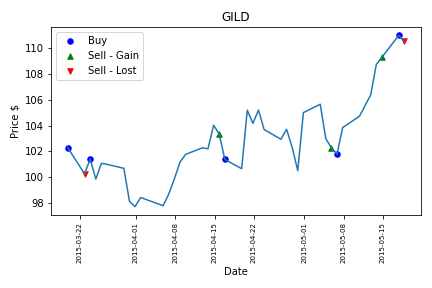 GILD
Buy
Sell - Gain
Sell - Lost
Price $
110
108
106
104
102
100
98
2015-03-22
2015-04-01
2015-04-08
2015-04-15
2015-04-22
2015-05-01
2015-05-08
2015-05-15
Date